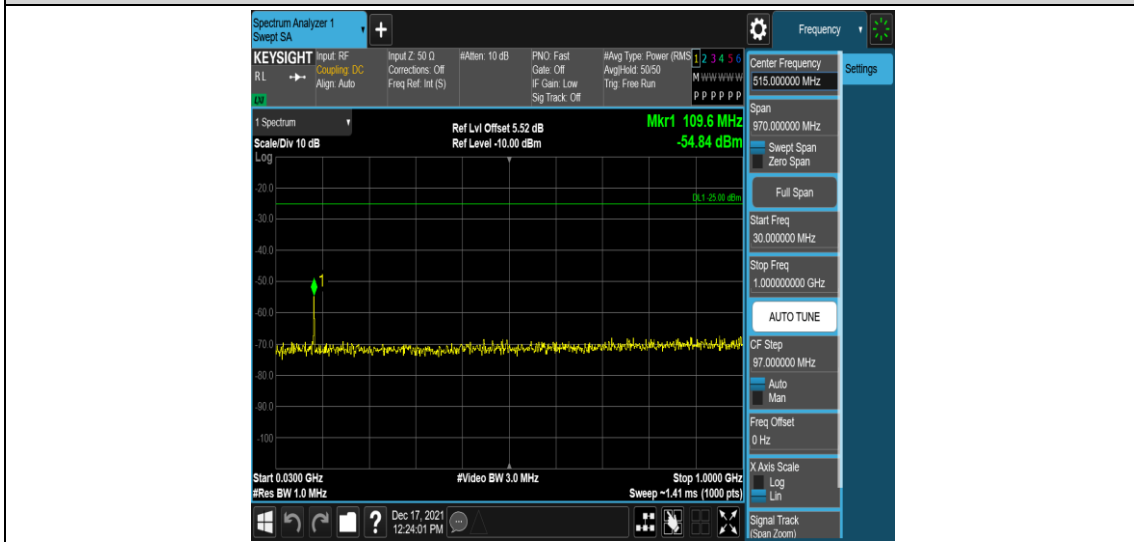 Spectrum Analyzer 1
Swept SA
+
Frequency
KEYSIGHT
Input: RF
Input Z: 50 Ω
#Atten: 10 dB
PNO: Fast
#Avg Type: Power (RMS
1 2 3 4 5 6
RL
Coupling: DC
Corrections: Off
Gate: Off
Avg|Hold: 50/50
M W W W W W
Align: Auto
Freq Ref: Int (S)
IF Gain: Low
Trig: Free Run
Sig Track: Off
P P P P P P
1 Spectrum
Ref Lvl Offset 5.52 dB
Mkr1 109.6 MHz
Scale/Div 10 dB
Ref Level -10.00 dBm
-54.84 dBm
Log
-20.0
DL1 -25.00 dBm
-30.0
-40.0
-50.0
1
-60.0
-70.0
-80.0
-90.0
-100
Start 0.0300 GHz
#Video BW 3.0 MHz
Stop 1.0000 GHz
#Res BW 1.0 MHz
Sweep ~1.41 ms (1000 pts)
?
Dec 17, 2021
12:24:01 PM
Center Frequency
515.000000 MHz
Settings
Span
970.000000 MHz
Swept Span
Zero Span
Full Span
Start Freq
30.000000 MHz
Stop Freq
1.000000000 GHz
AUTO TUNE
CF Step
97.000000 MHz
Auto
Man
Freq Offset
0 Hz
X Axis Scale
Log
Lin
Signal Track
(Span Zoom)